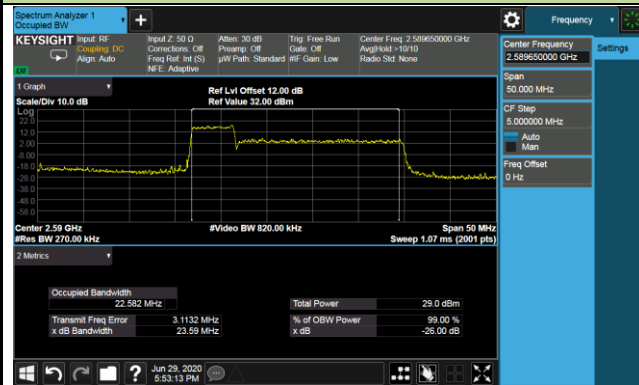 Spectrum Analyzer 1
Occupied BW
Frequency
KEYSIGHT
Input: RF
Coupling: DC
Align: Auto
Input Z: 50 Ω
Corrections: Off
Freq Ref: Int (S)
NFE: Adaptive
Atten: 30 dB
Preamp: Off
µW Path: Standard
Trig: Free Run
Gate: Off
#IF Gain: Low
Center Freq: 2.589650000 GHz
Avg|Hold:>10/10
Radio Std: None
Center Frequency
2.589650000 GHz
Settings
Span
50.000 MHz
CF Step
5.000000 MHz
Auto
Man
Freq Offset
0 Hz
1 Graph
Scale/Div 10.0 dB
Ref Lvl Offset 12.00 dB
Ref Value 32.00 dBm
Log
22.0
12.0
2.00
-8.00
-18.0
-28.0
-38.0
-48.0
-58.0
Center 2.59 GHz
#Res BW 270.00 kHz
#Video BW 820.00 kHz
Span 50 MHz
Sweep 1.07 ms (2001 pts)
2 Metrics
Occupied Bandwidth
22.582 MHz
Total Power 29.0 dBm
Transmit Freq Error 3.1132 MHz
% of OBW Power 99.00 %
x dB Bandwidth 23.59 MHz
x dB -26.00 dB
?
Jun 29, 2020
5:53:13 PM